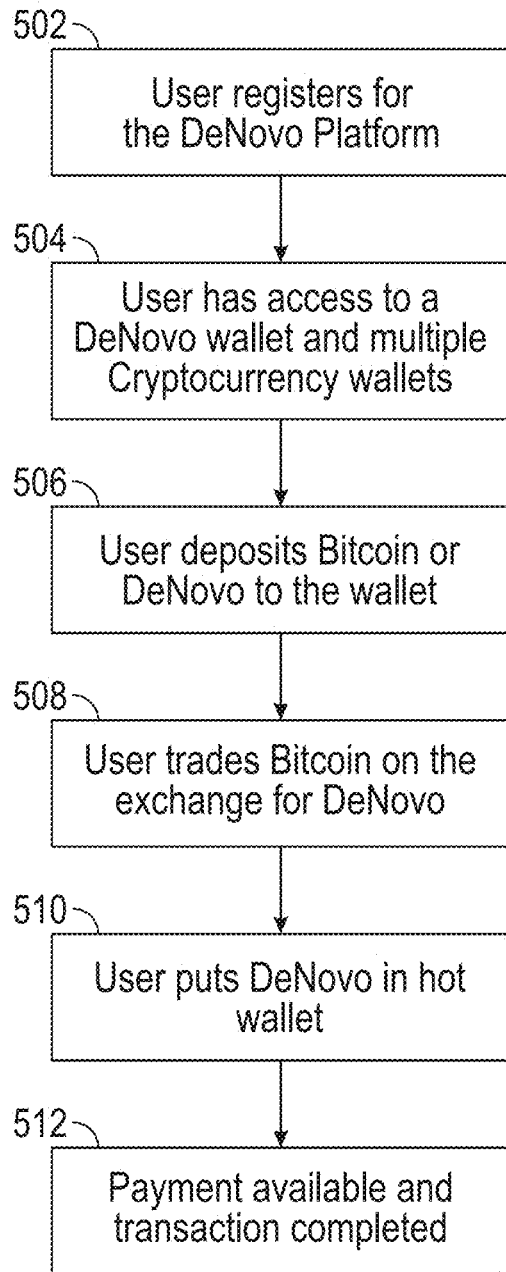 502
User registers for
the DeNovo Platform
504
User has access to a
DeNovo wallet and multiple
Cryptocurrency wallets
506
User deposits Bitcoin or
DeNovo to the wallet
508
User trades Bitcoin on the
exchange for DeNovo
510
User puts DeNovo in hot
wallet
512
Payment available and
transaction completed